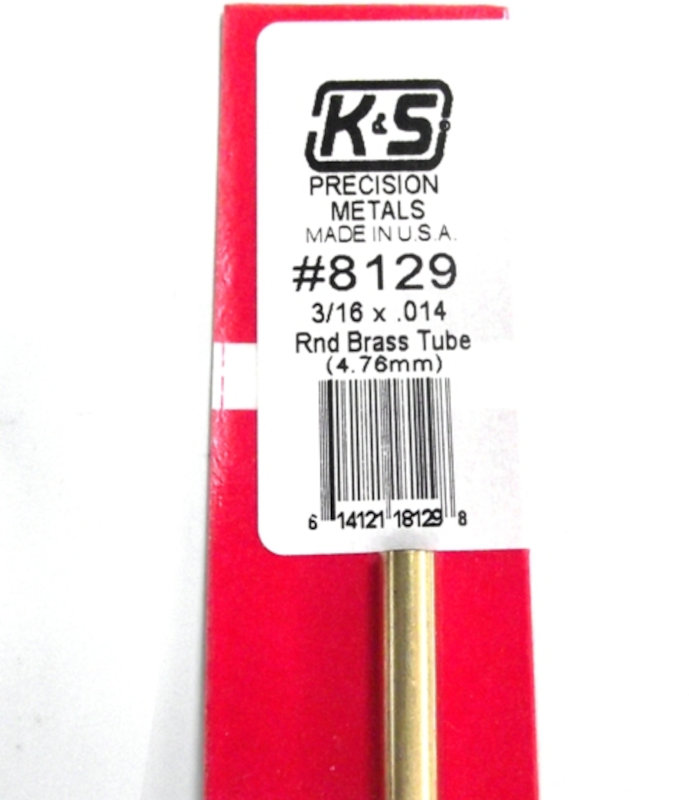 K&S®
PRECISION
METALS
MADE IN U.S.A.
#8129
3/16 x .014
Rnd Brass Tube
(4.76mm)
6 14121 18129 8